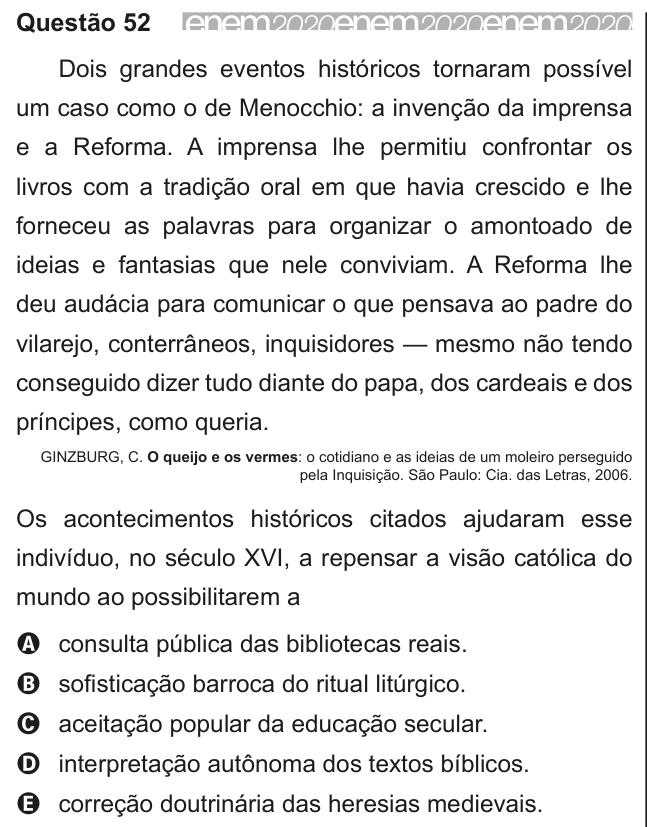 Questão 52 enem2020enem2020enem2020
Dois grandes eventos históricos tornaram possível
um caso como o de Menocchio: a invenção da imprensa
e a Reforma. A imprensa lhe permitiu confrontar os
livros com a tradição oral em que havia crescido e lhe
forneceu as palavras para organizar o amontoado de
ideias e fantasias que nele conviviam. A Reforma lhe
deu audácia para comunicar o que pensava ao padre do
vilarejo, conterrâneos, inquisidores — mesmo não tendo
conseguido dizer tudo diante do papa, dos cardeais e dos
príncipes, como queria.
GINZBURG, C. O queijo e os vermes: o cotidiano e as ideias de um moleiro perseguido
pela Inquisição. São Paulo: Cia. das Letras, 2006.
Os acontecimentos históricos citados ajudaram esse
indivíduo, no século XVI, a repensar a visão católica do
mundo ao possibilitarem a
A consulta pública das bibliotecas reais.
B sofisticação barroca do ritual litúrgico.
C aceitação popular da educação secular.
D interpretação autônoma dos textos bíblicos.
E correção doutrinária das heresias medievais.